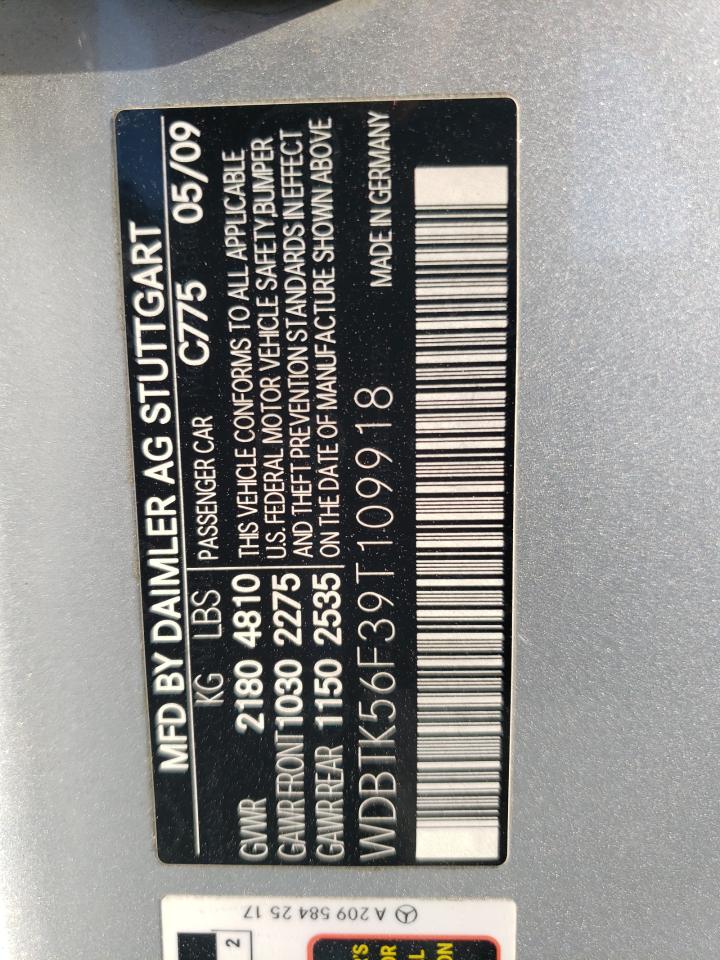 MFD BY DAIMLER AG STUTTGART
KG LBS PASSENGER CAR C775 05/09
GVWR 2180 4810 THIS VEHICLE CONFORMS TO ALL APPLICABLE
GAWR FRONT 1030 2275 U.S. FEDERAL MOTOR VEHICLE SAFETY,BUMPER
GAWR REAR 1150 2535 AND THEFT PREVENTION STANDARDS IN EFFECT
ON THE DATE OF MANUFACTURE SHOWN ABOVE
WDBTK56F39T109918 MADE IN GERMANY
A 209 584 25 17
2